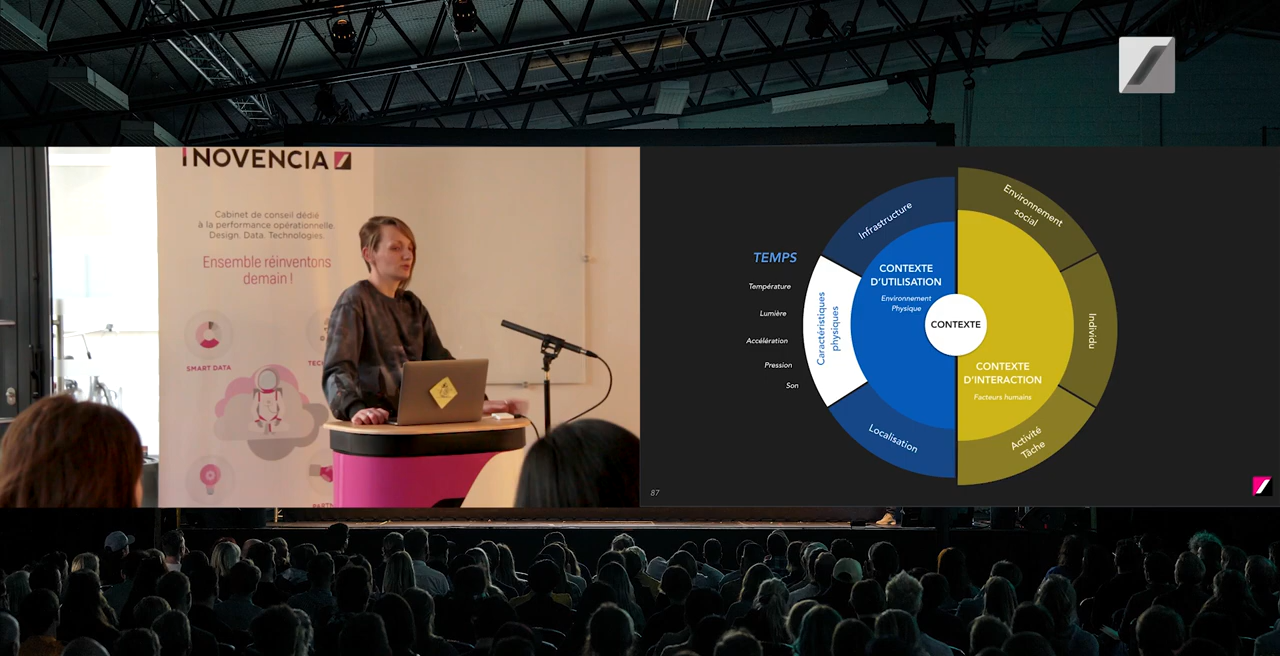 INOVENCIA
Cabinet de conseil dédié
à la performance opérationnelle.
Design. Data. Technologies.
Ensemble réinventons
demain !
SMART DATA
TEMPS
Température
Lumière
Accélération
Pression
Son
Infrastructure
Caractéristiques
physiques
Localisation
CONTEXTE
D'UTILISATION
Environnement
Physique
CONTEXTE
CONTEXTE
D'INTERACTION
Facteurs humains
Environnement
social
Individu
Activité
Tâche
87